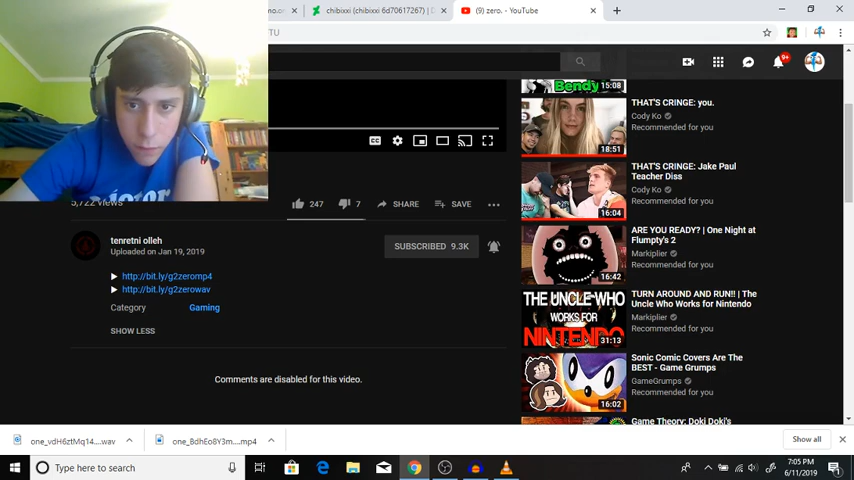 chibixxi (chibixxi 6d70617267) | D
(9) zero. - YouTube
TU
9+
Bendy
15:08
THAT'S CRINGE: you.
Cody Ko
Recommended for you
18:51
THAT'S CRINGE: Jake Paul
Teacher Diss
Cody Ko
Recommended for you
16:04
5,722 views
247
7
SHARE
SAVE
tenretni olleh
Uploaded on Jan 19, 2019
SUBSCRIBED 9.3K
ARE YOU READY? | One Night at
Flumpty's 2
Markiplier
Recommended for you
16:42
► http://bit.ly/g2zeromp4
► http://bit.ly/g2zerowav
Category
Gaming
SHOW LESS
THE UNCLE WHO
WORKS FOR
NINTENDO
31:13
TURN AROUND AND RUN!! | The
Uncle Who Works for Nintendo
Markiplier
Recommended for you
Comments are disabled for this video.
Sonic Comic Covers Are The
BEST - Game Grumps
GameGrumps
Recommended for you
16:02
Game Theory: Doki Doki's
one_vdH6ztMq14....wav
one_BdhEo8Y3m....mp4
Show all
Type here to search
7:05 PM
6/11/2019